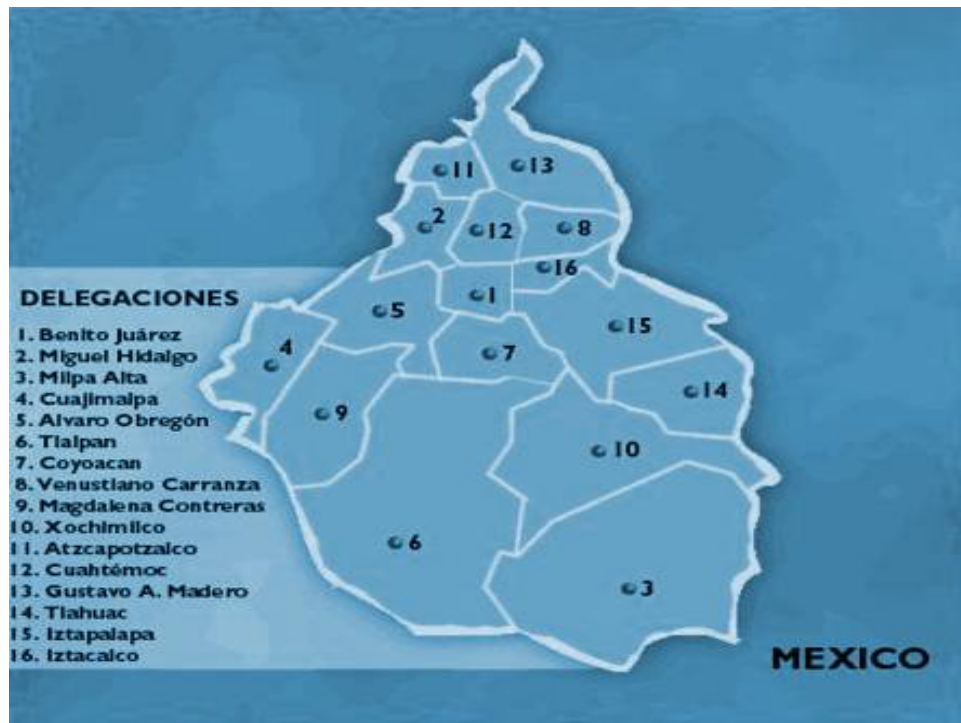 11
13
2
12
8
16
1
5
15
4
7
14
9
10
6
3
DELEGACIONES
1. Benito Juárez
2. Miguel Hidalgo
3. Milpa Alta
4. Cuajimalpa
5. Alvaro Obregón
6. Tlalpan
7. Coyoacan
8. Venustiano Carranza
9. Magdalena Contreras
10. Xochimilco
11. Atzcapotzalco
12. Cuahtémoc
13. Gustavo A. Madero
14. Tlahuac
15. Iztapalapa
16. Iztacalco
MEXICO